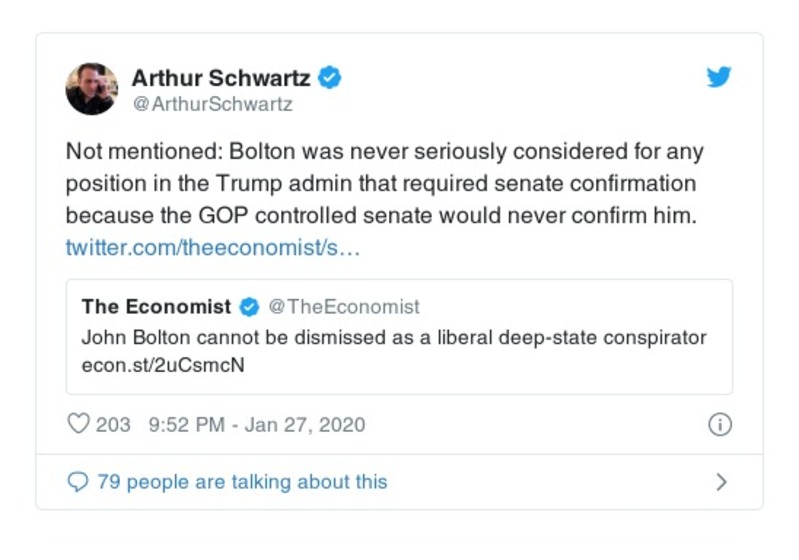 Arthur Schwartz
@ArthurSchwartz
Not mentioned: Bolton was never seriously considered for any
position in the Trump admin that required senate confirmation
because the GOP controlled senate would never confirm him.
twitter.com/theeconomist/s…
The Economist @TheEconomist
John Bolton cannot be dismissed as a liberal deep-state conspirator
econ.st/2uCsmcN
203 9:52 PM - Jan 27, 2020
79 people are talking about this